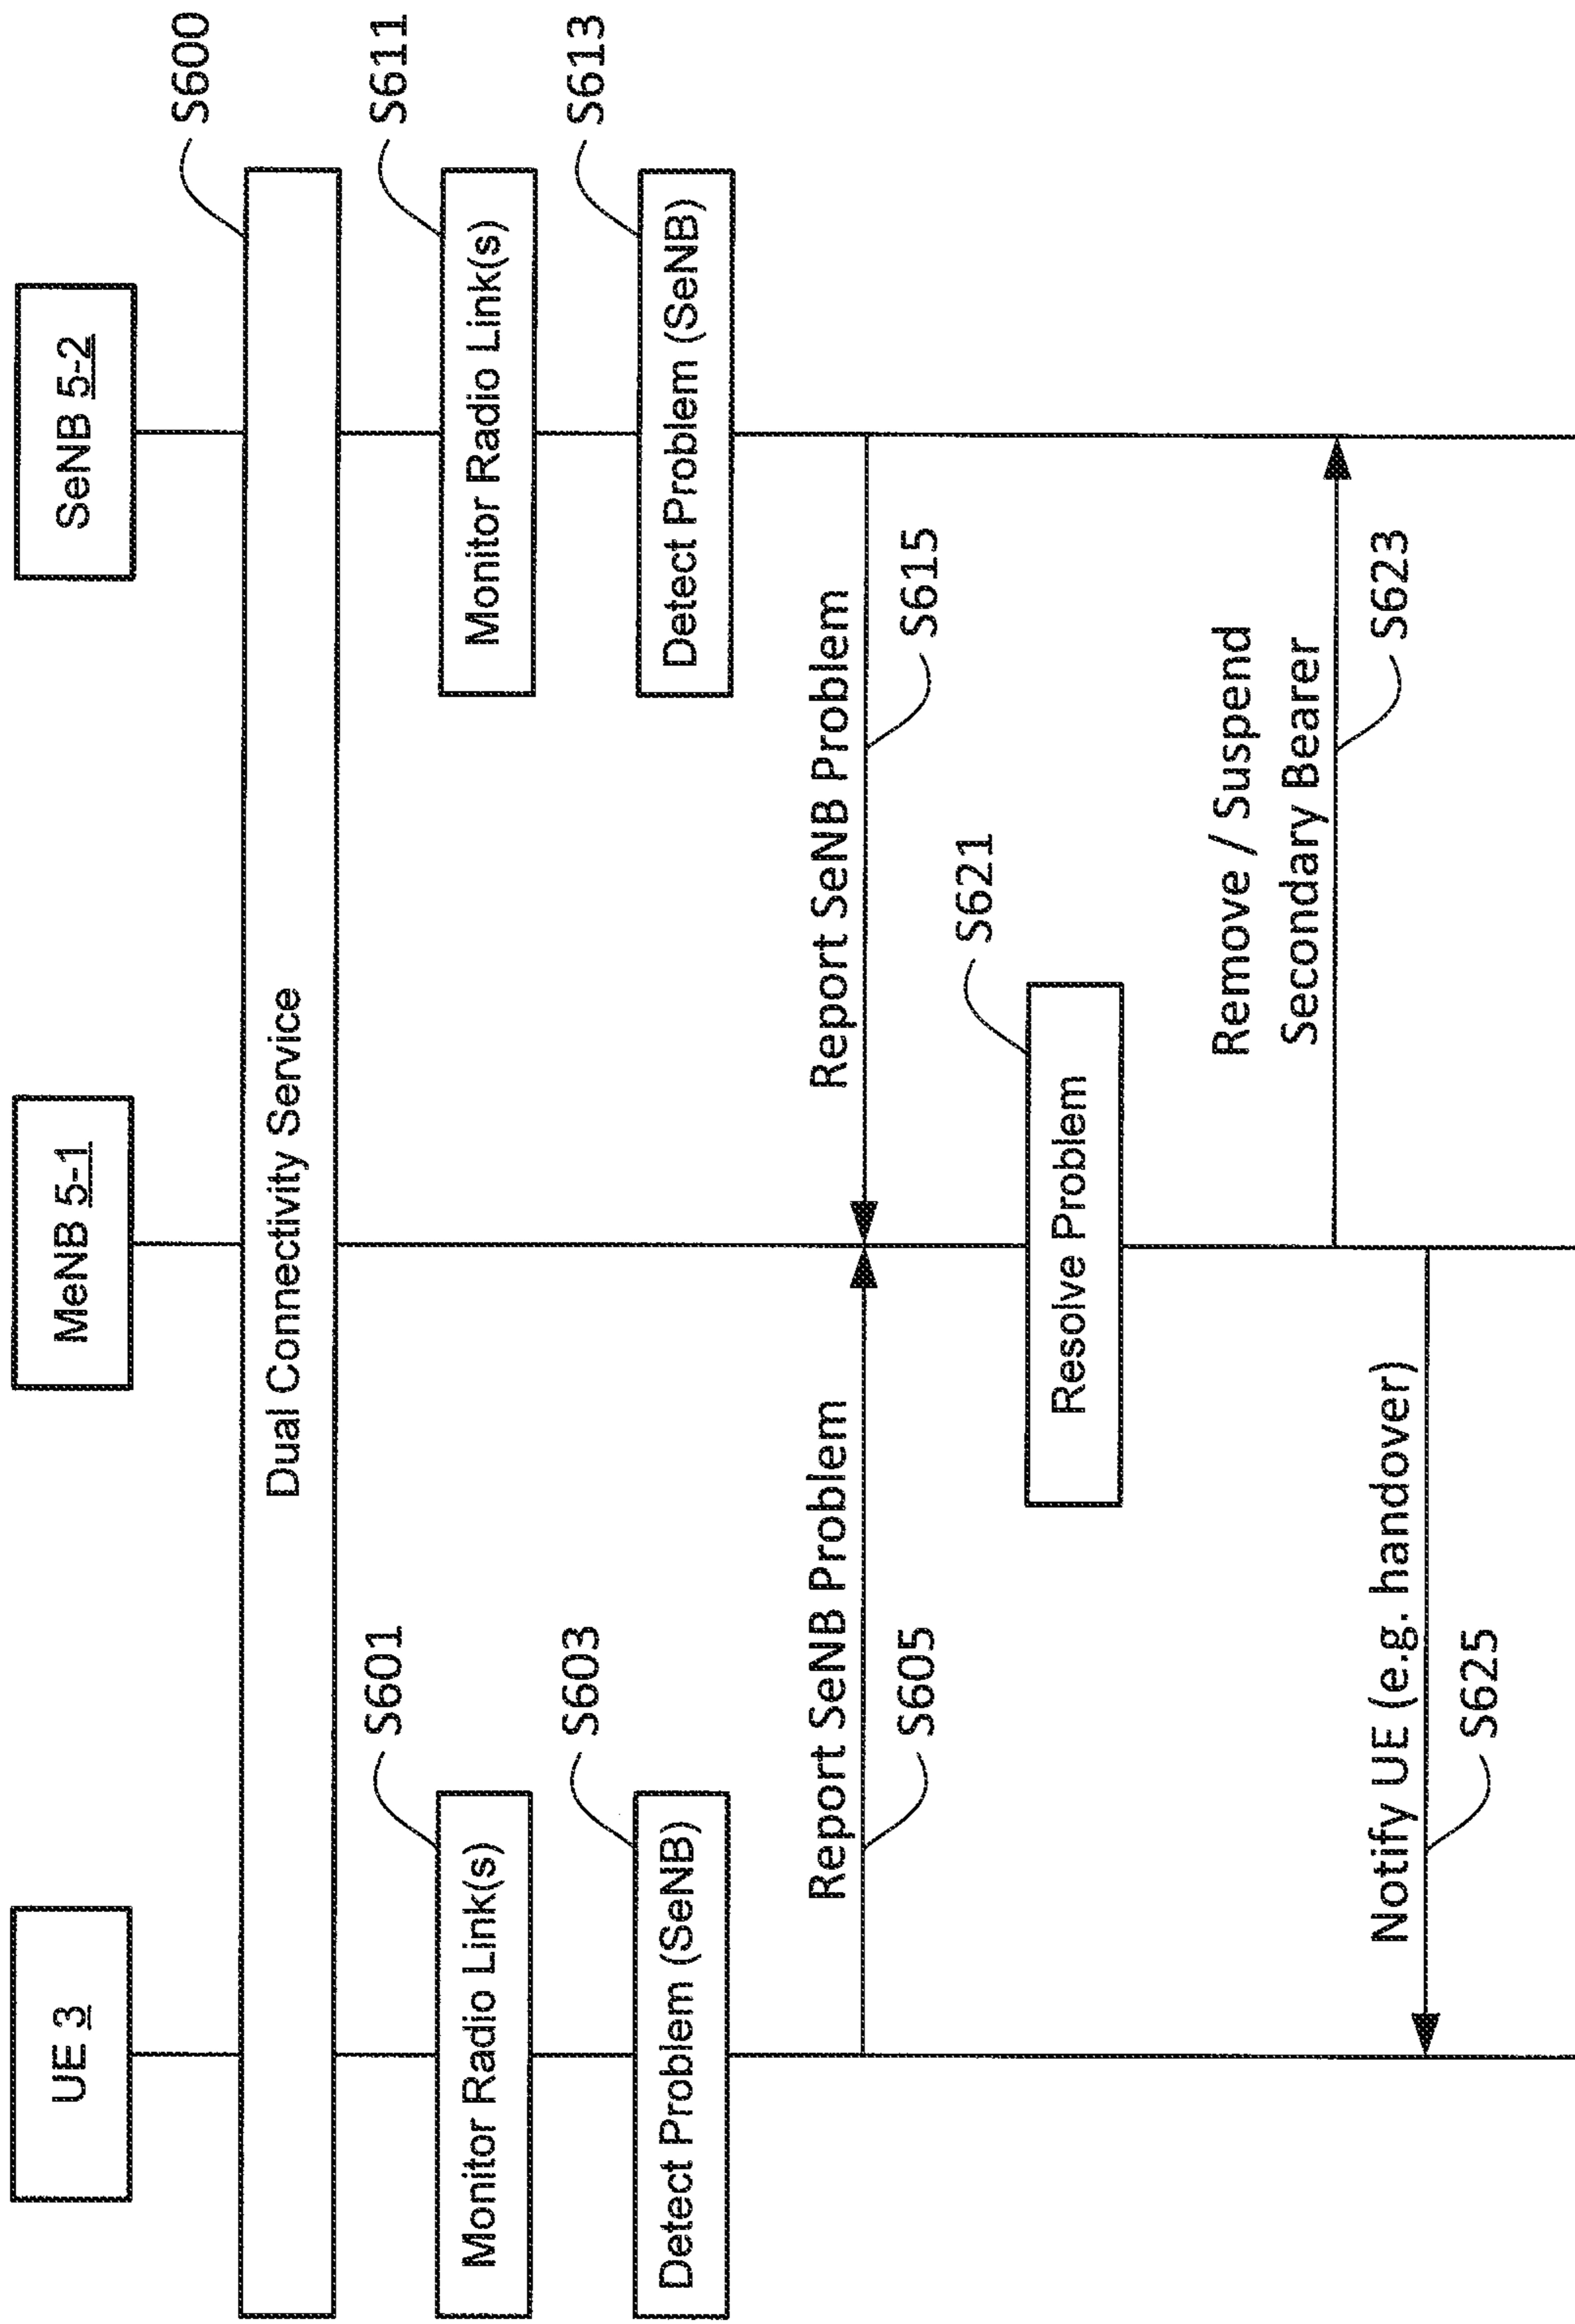 UE 3
MeNB 5-1
SeNB 5-2
S600
Dual Connectivity Service
S601
S611
Monitor Radio Link(s)
Monitor Radio Link(s)
S603
S613
Detect Problem (SeNB)
Detect Problem (SeNB)
Report SeNB Problem
Report SeNB Problem
S605
S615
S621
Resolve Problem
Remove / Suspend
Secondary Bearer
S623
Notify UE (e.g. handover)
S625